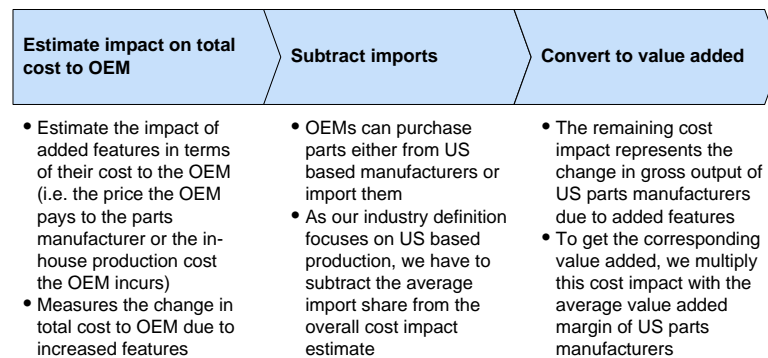 Estimate impact on total
cost to OEM
Subtract imports
Convert to value added
• Estimate the impact of
added features in terms
of their cost to the OEM
(i.e. the price the OEM
pays to the parts
manufacturer or the in-
house production cost
the OEM incurs)
• Measures the change in
total cost to OEM due to
increased features
• OEMs can purchase
parts either from US
based manufacturers or
import them
• As our industry definition
focuses on US based
production, we have to
subtract the average
import share from the
overall cost impact
estimate
• The remaining cost
impact represents the
change in gross output of
US parts manufacturers
due to added features
• To get the corresponding
value added, we multiply
this cost impact with the
average value added
margin of US parts
manufacturers